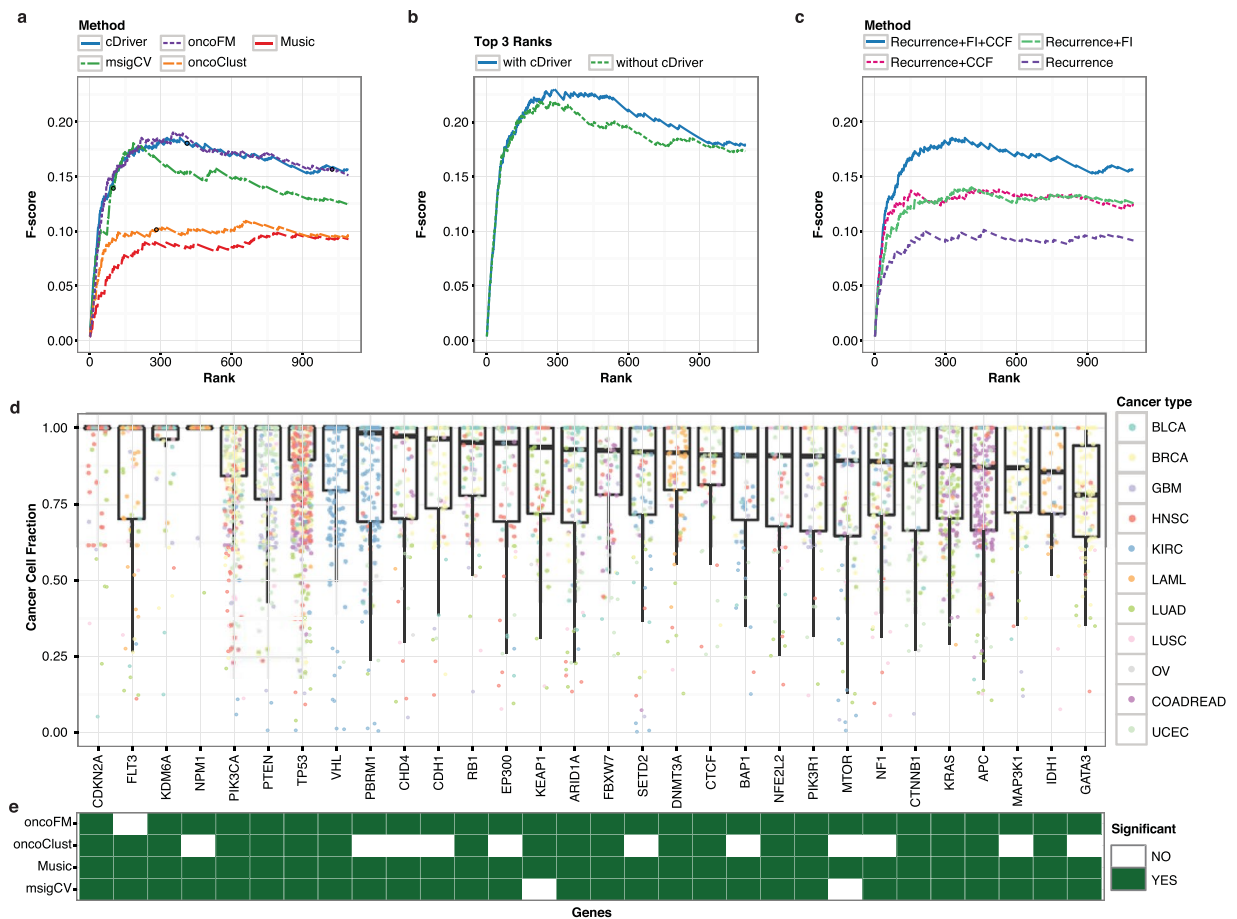 a
Method
cDriver
oncoFM
Music
msigCV
oncoClust
F-score
0.20
0.15
0.10
0.05
0.00
0
300
600
900
Rank
b
Top 3 Ranks
with cDriver
without cDriver
F-score
0.20
0.15
0.10
0.05
0.00
0
300
600
900
Rank
c
Method
Recurrence+FI+CCF
Recurrence+FI
Recurrence+CCF
Recurrence
F-score
0.20
0.15
0.10
0.05
0.00
0
300
600
900
Rank
d
Cancer Cell Fraction
1.00
0.75
0.50
0.25
0.00
CDKN2A
FLT3
KDM6A
NPM1
PIK3CA
PTEN
TP53
VHL
PBRM1
CHD4
CDH1
RB1
EP300
KEAP1
ARID1A
FBXW7
SETD2
DNMT3A
CTCF
BAP1
NFE2L2
PIK3R1
MTOR
NF1
CTNNB1
KRAS
APC
MAP3K1
IDH1
GATA3
Cancer type
BLCA
BRCA
GBM
HNSC
KIRC
LAML
LUAD
LUSC
OV
COADREAD
UCEC
e
oncoFM
oncoClust
Music
msigCV
Genes
Significant
NO
YES